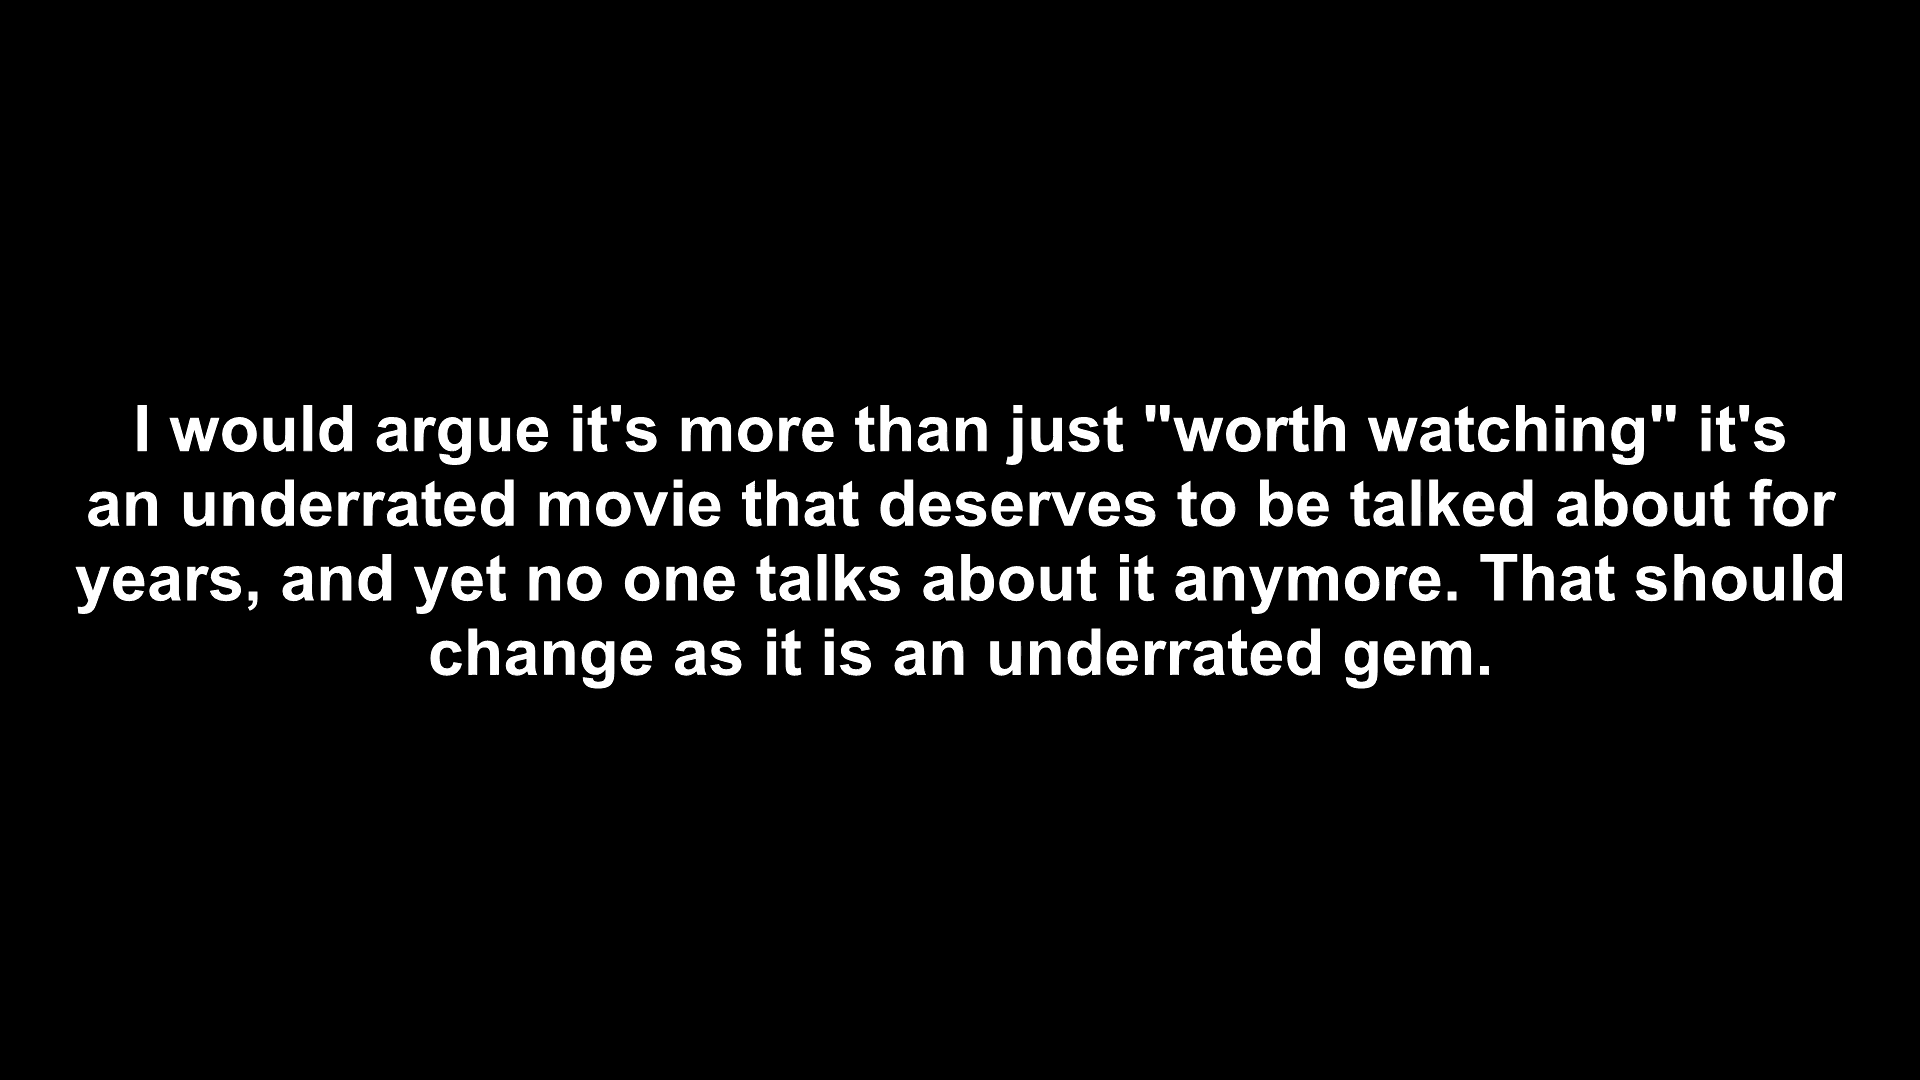 I would argue it's more than just "worth watching" it's
an underrated movie that deserves to be talked about for
years, and yet no one talks about it anymore. That should
change as it is an underrated gem.